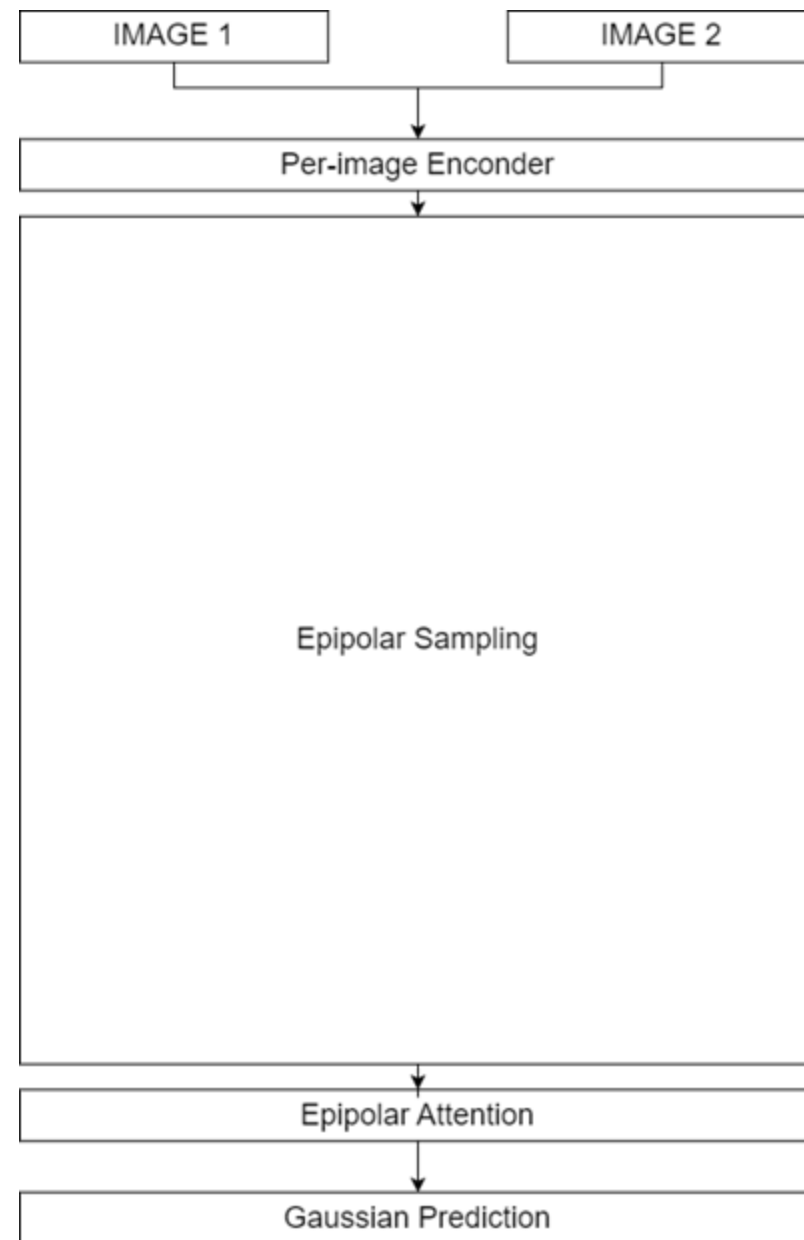 IMAGE 1
IMAGE 2
Per-image Enconder
Epipolar Sampling
Epipolar Attention
Gaussian Prediction